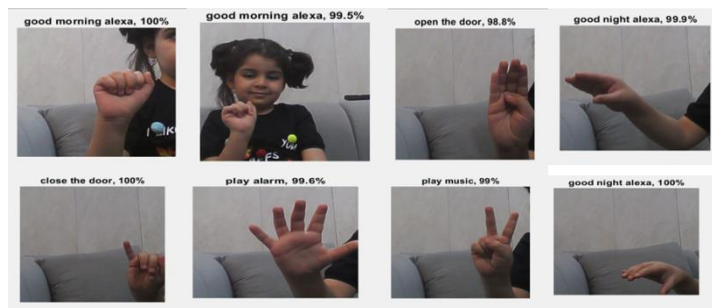 good morning alexa, 100%
good morning alexa, 99.5%
open the door, 98.8%
good night alexa, 99.9%
close the door, 100%
play alarm, 99.6%
play music, 99%
good night alexa, 100%